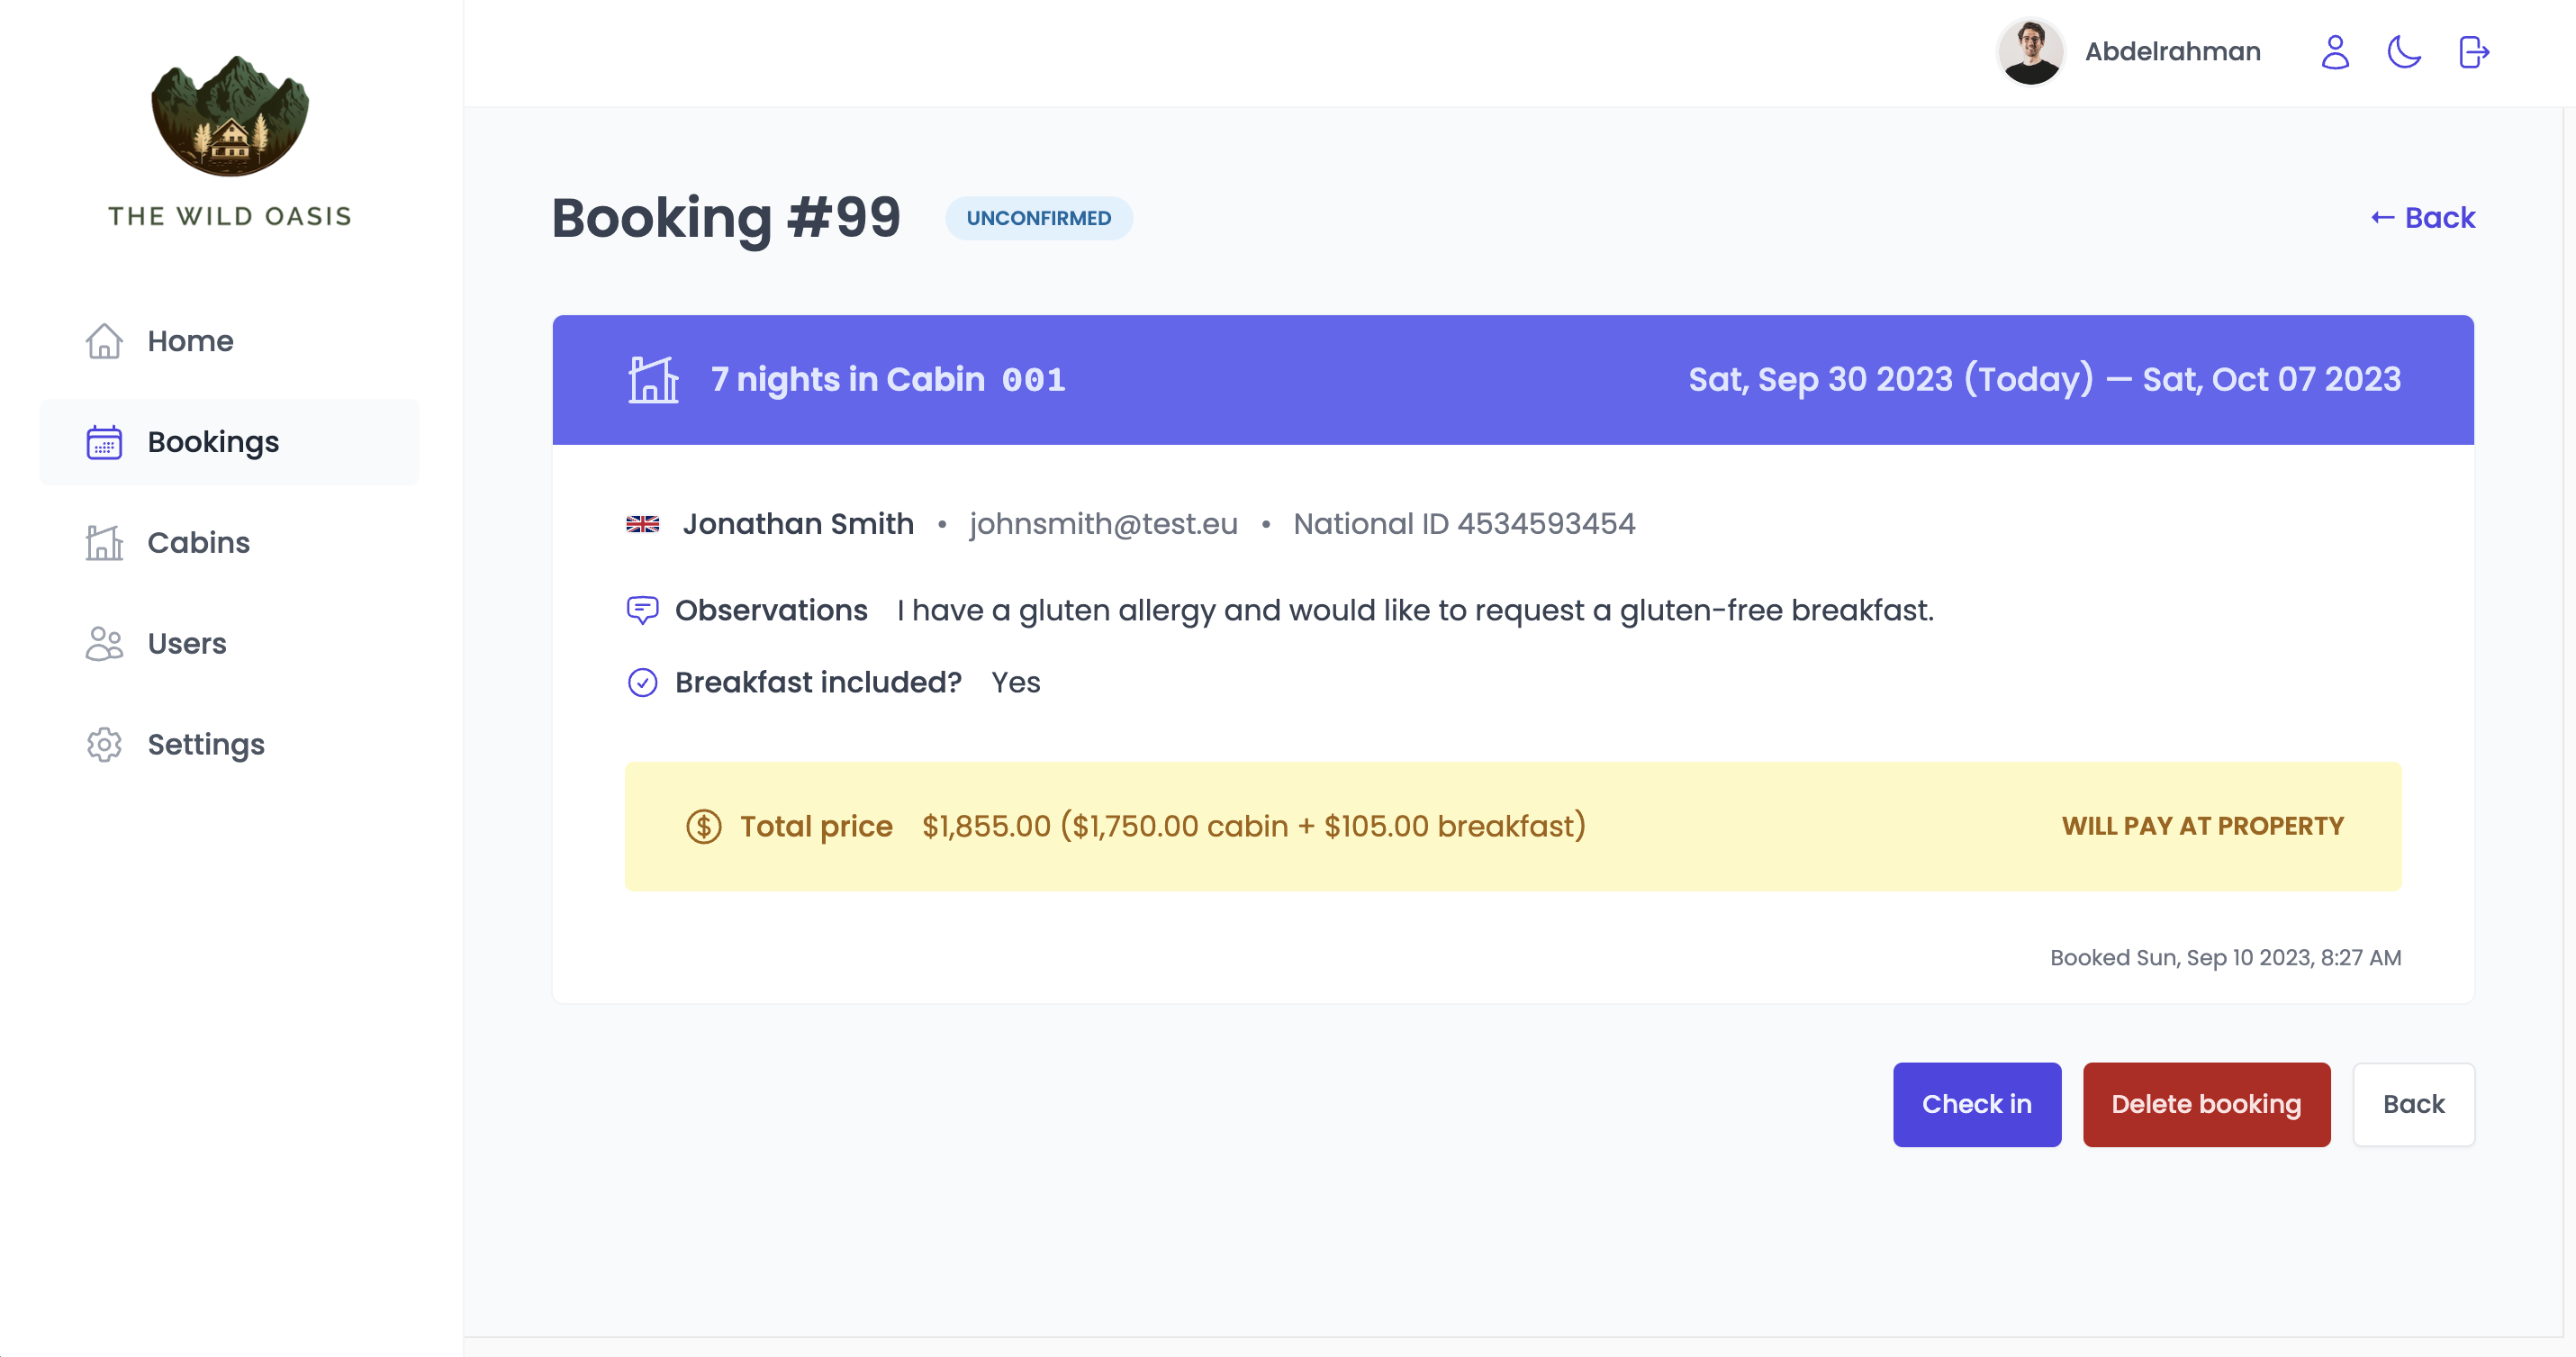 THE WILD OASIS
Home
Bookings
Cabins
Users
Settings
Abdelrahman
Booking #99 UNCONFIRMED
← Back
7 nights in Cabin 001
Sat, Sep 30 2023 (Today) — Sat, Oct 07 2023
Jonathan Smith • johnsmith@test.eu • National ID 4534593454
Observations I have a gluten allergy and would like to request a gluten-free breakfast.
Breakfast included? Yes
Total price $1,855.00 ($1,750.00 cabin + $105.00 breakfast)
WILL PAY AT PROPERTY
Booked Sun, Sep 10 2023, 8:27 AM
Check in
Delete booking
Back